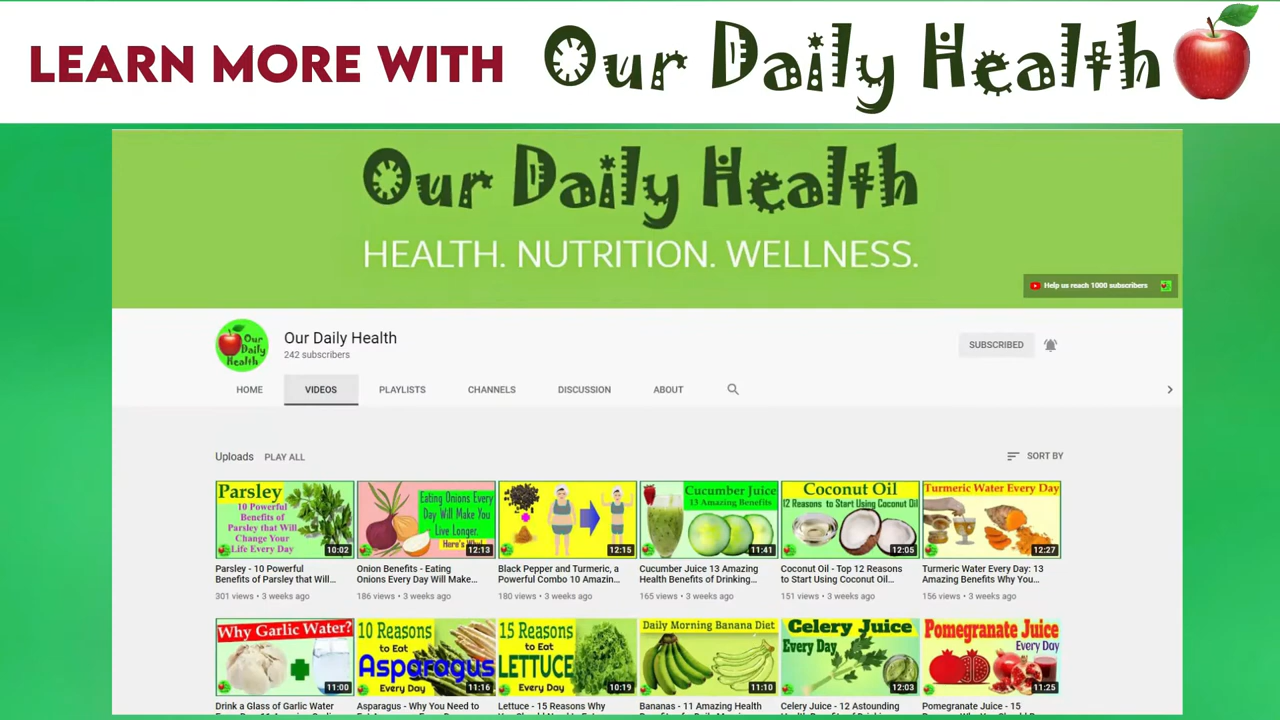 LEARN MORE WITH Our Daily Health
Our Daily Health
HEALTH. NUTRITION. WELLNESS.
Help us reach 1000 subscribers
Our Daily Health
Our Daily Health
242 subscribers
SUBSCRIBED
HOME VIDEOS PLAYLISTS CHANNELS DISCUSSION ABOUT
Uploads PLAY ALL SORT BY
Parsley
10 Powerful
Benefits of
Parsley that Will
Change Your
Life Every Day
10:02
Eating Onions Every
Day Will Make You
Live Longer.
Here's Why!
12:13
12:15
Cucumber Juice
13 Amazing Benefits
11:41
Coconut Oil
12 Reasons to Start Using Coconut Oil
12:05
Turmeric Water Every Day
12:27
Parsley - 10 Powerful
Benefits of Parsley that Will...
301 views • 3 weeks ago
Onion Benefits - Eating
Onions Every Day Will Make...
186 views • 3 weeks ago
Black Pepper and Turmeric, a
Powerful Combo 10 Amazin...
180 views • 3 weeks ago
Cucumber Juice 13 Amazing
Health Benefits of Drinking...
165 views • 3 weeks ago
Coconut Oil - Top 12 Reasons
to Start Using Coconut Oil...
151 views • 3 weeks ago
Turmeric Water Every Day: 13
Amazing Benefits Why You...
156 views • 3 weeks ago
Why Garlic Water?
11:00
10 Reasons
to Eat
Asparagus
Every Day
11:16
15 Reasons
to Eat
LETTUCE
Every Day
10:19
Daily Morning Banana Diet
11:10
Celery Juice
Every Day
12:03
Pomegranate Juice
Every Day
11:25
Drink a Glass of Garlic Water
Asparagus - Why You Need to
Lettuce - 15 Reasons Why
Bananas - 11 Amazing Health
Celery Juice - 12 Astounding
Pomegranate Juice - 15